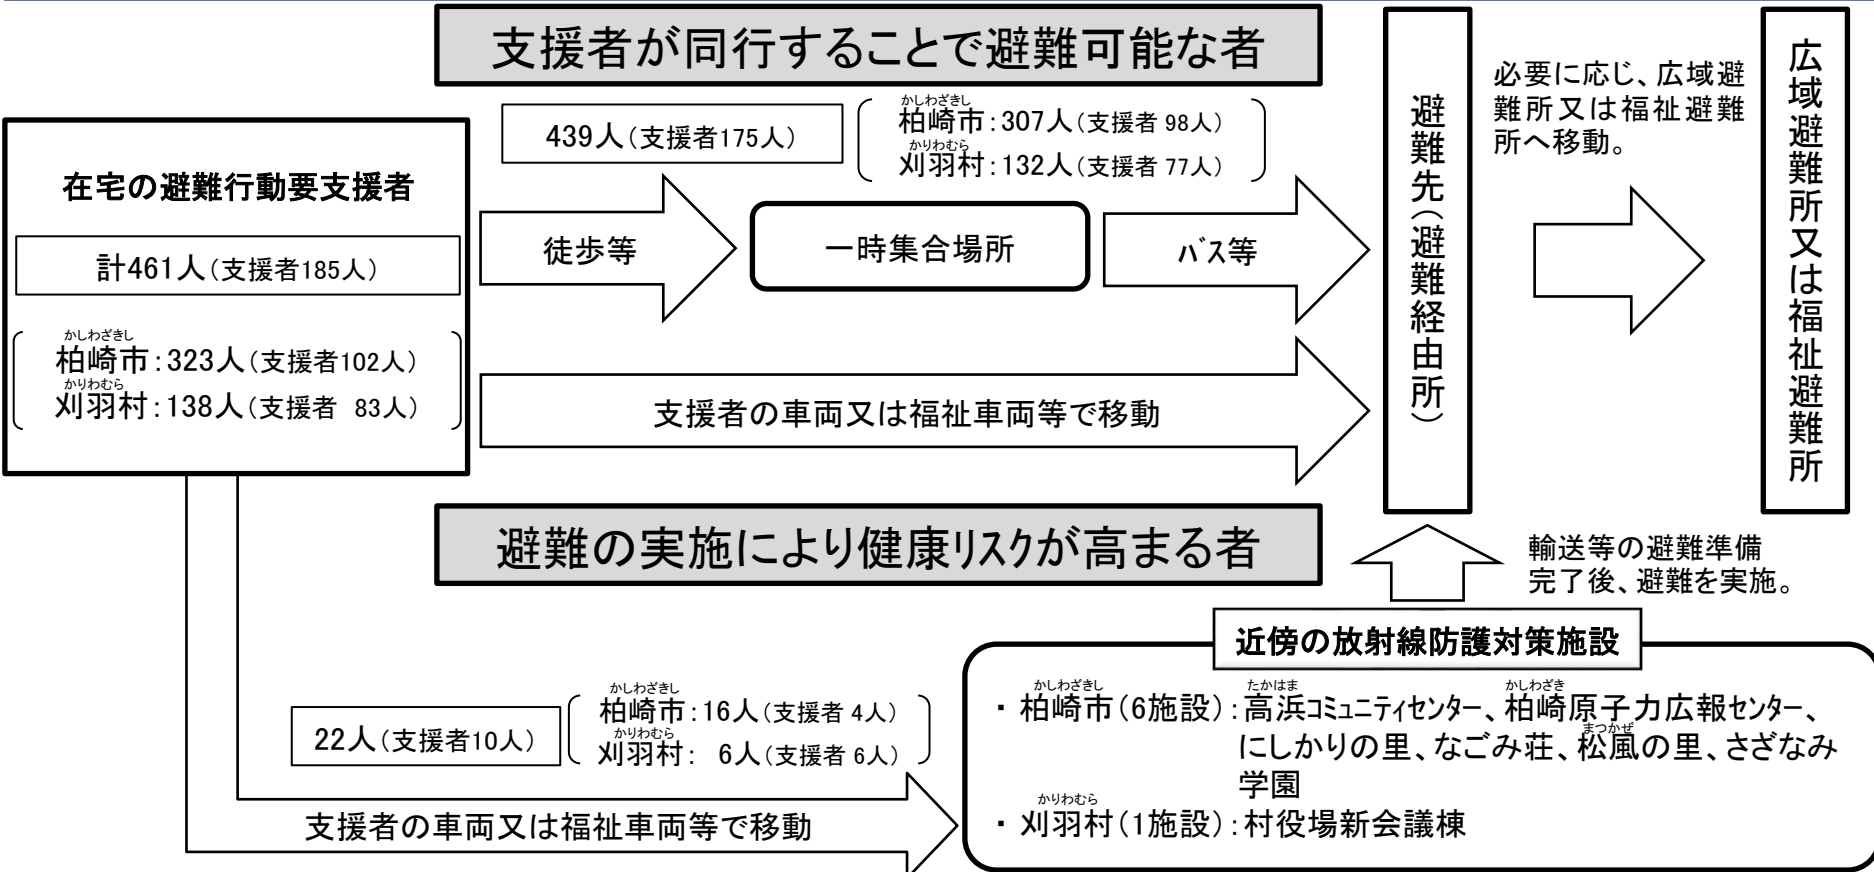 支援者が同行することで避難可能な者
439人(支援者175人)
かしわざきし
柏崎市:307人(支援者 98人)
かりわむら
刈羽村:132人(支援者 77人)
在宅の避難行動要支援者
計461人(支援者185人)
かしわざきし
柏崎市:323人(支援者102人)
かりわむら
刈羽村:138人(支援者 83人)
徒歩等
一時集合場所
バス等
支援者の車両又は福祉車両等で移動
避難先(避難経由所)
必要に応じ、広域避
難所又は福祉避難
所へ移動。
広域避難所又は福祉避難所
避難の実施により健康リスクが高まる者
輸送等の避難準備
完了後、避難を実施。
22人(支援者10人)
かしわざきし
柏崎市:16人(支援者 4人)
かりわむら
刈羽村: 6人(支援者 6人)
支援者の車両又は福祉車両等で移動
近傍の放射線防護対策施設
かしわざきし たかはま かしわざき
・柏崎市(6施設):高浜コミュニティセンター、柏崎原子力広報センター、
まつかぜ
にしかりの里、なごみ荘、松風の里、さざなみ
学園
かりわむら
・刈羽村(1施設):村役場新会議棟